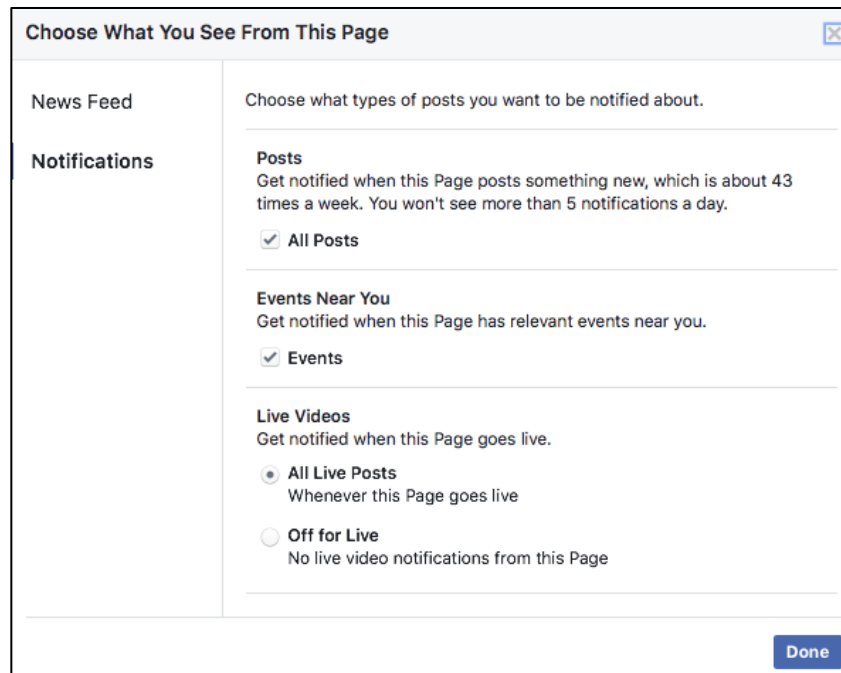 Choose What You See From This Page
News Feed
Notifications
Choose what types of posts you want to be notified about.
Posts
Get notified when this Page posts something new, which is about 43
times a week. You won't see more than 5 notifications a day.
All Posts
Events Near You
Get notified when this Page has relevant events near you.
Events
Live Videos
Get notified when this Page goes live.
All Live Posts
Whenever this Page goes live
Off for Live
No live video notifications from this Page
Done